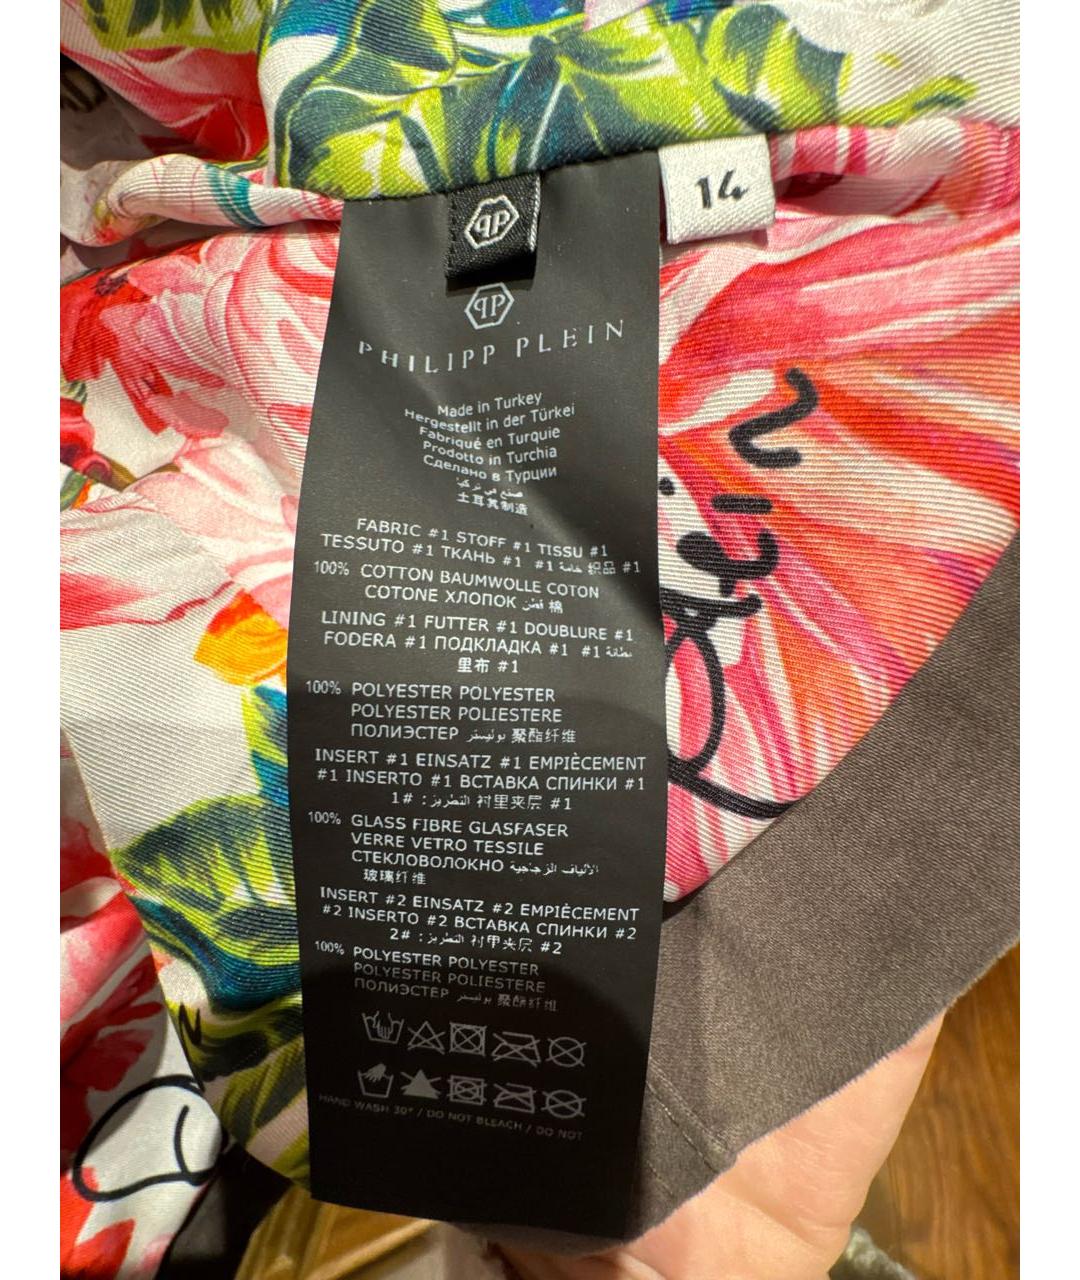 14
PHILIPP PLEIN
Made in Turkey
Hergestellt in der Türkei
Fabriqué en Turquie
Prodotto in Turchia
Сделано в Турции
صنع في تركيا
土耳其制造
FABRIC #1 STOFF #1 TISSU #1
TESSUTO #1 ТКАНЬ #1 #1 خامة 织品 #1
100% COTTON BAUMWOLLE COTON
COTONE ХЛОПОК قطن 棉
LINING #1 FUTTER #1 DOUBLURE #1
FODERA #1 ПОДКЛАДКА #1 #1 بطانة
里布 #1
100% POLYESTER POLYESTER
POLYESTER POLIESTERE
ПОЛИЭСТЕР بوليستر 聚酯纤维
INSERT #1 EINSATZ #1 EMPIÈCEMENT
#1 INSERTO #1 ВСТАВКА СПИНКИ #1
1# : التطريز 衬里夹层 #1
100% GLASS FIBRE GLASFASER
VERRE VETRO TESSILE
СТЕКЛОВОЛОКНО الألياف الزجاجية
玻璃纤维
INSERT #2 EINSATZ #2 EMPIÈCEMENT
#2 INSERTO #2 ВСТАВКА СПИНКИ #2
2# : التطريز 衬里夹层 #2
100% POLYESTER POLYESTER
POLYESTER POLIESTERE
ПОЛИЭСТЕР بوليستر 聚酯纤维
HAND WASH 30° / DO NOT BLEACH / DO NOT